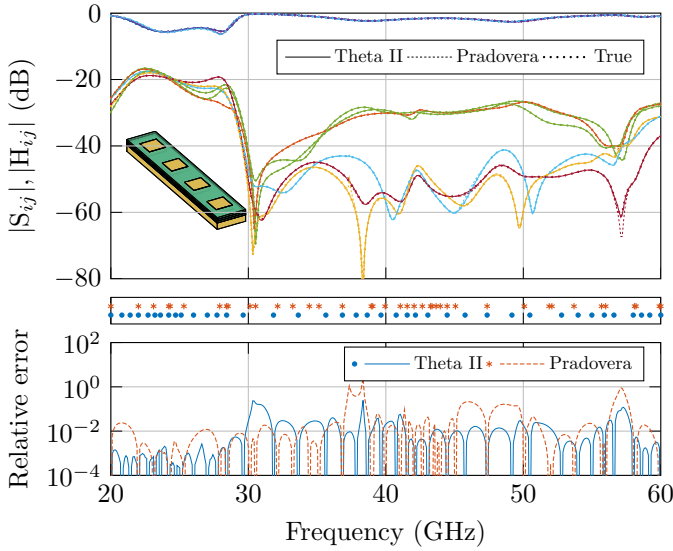 0
−20
−40
−60
−80
|S_ij|, |H_ij| (dB)
Theta II Pradovera True
10^2
10^0
10^−2
10^−4
Relative error
Theta II Pradovera
20 30 40 50 60
Frequency (GHz)